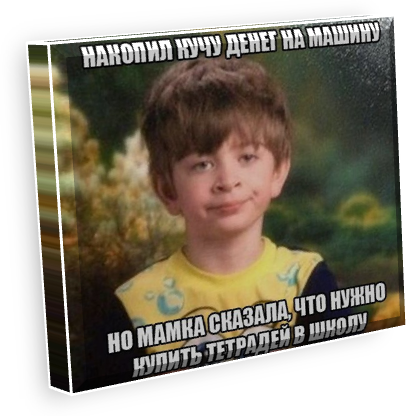 НАКОПИЛ КУЧУ ДЕНЕГ НА МАШИНУ
НО МАМКА СКАЗАЛА, ЧТО НУЖНО
КУПИТЬ ТЕТРАДЕЙ В ШКОЛУ